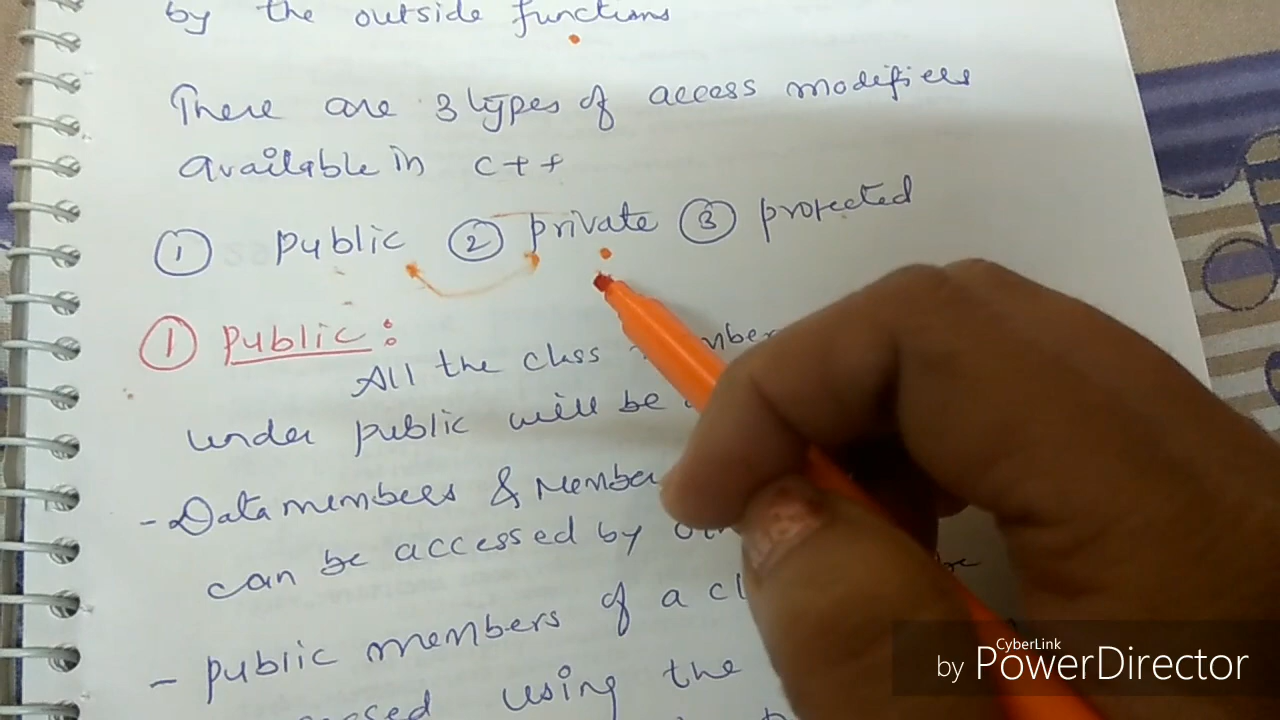 by the outside functions
There are 3 types of access modifiers
available in c++
① public ② private ③ protected
① public:
All the class
under public will be
- Datamembers & Member
can be accessed by
- public members of a
using the
by CyberLink PowerDirector